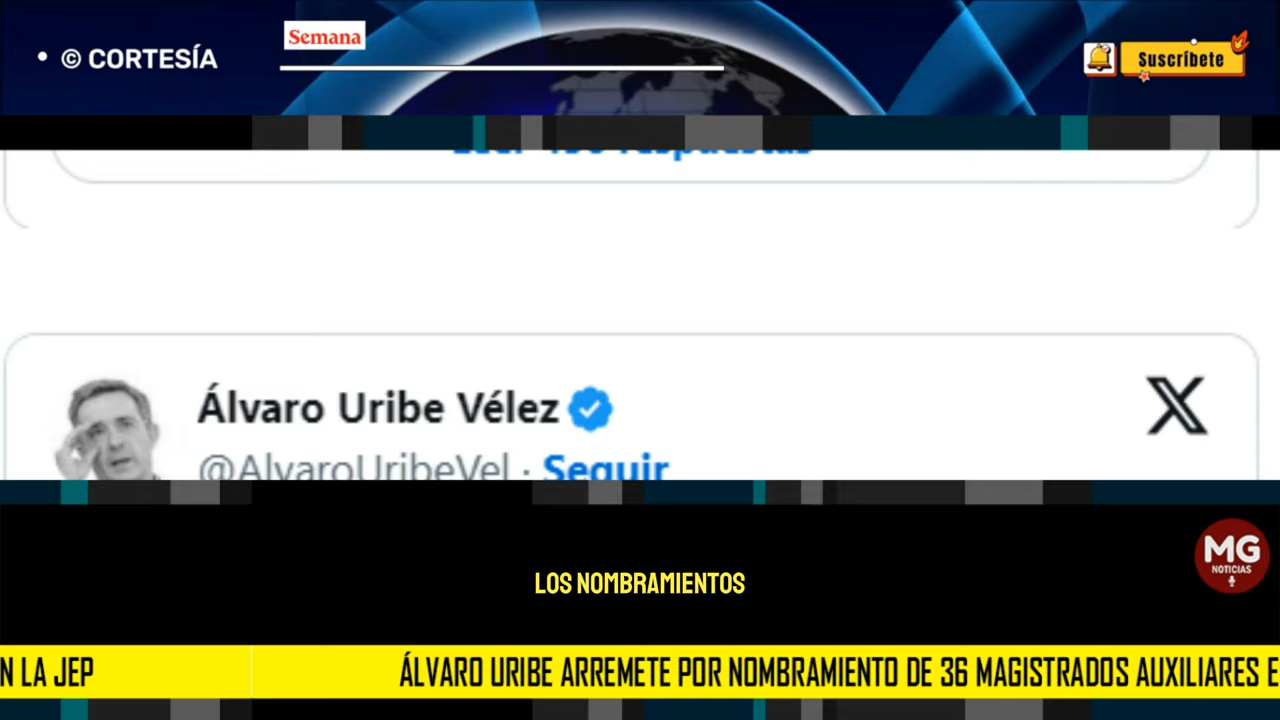 • © CORTESÍA
Semana
Suscríbete
Álvaro Uribe Vélez
@AlvaroUribeVel · Seguir
LOS NOMBRAMIENTOS
MG
NOTICIAS
N LA JEP
ÁLVARO URIBE ARREMETE POR NOMBRAMIENTO DE 36 MAGISTRADOS AUXILIARES E